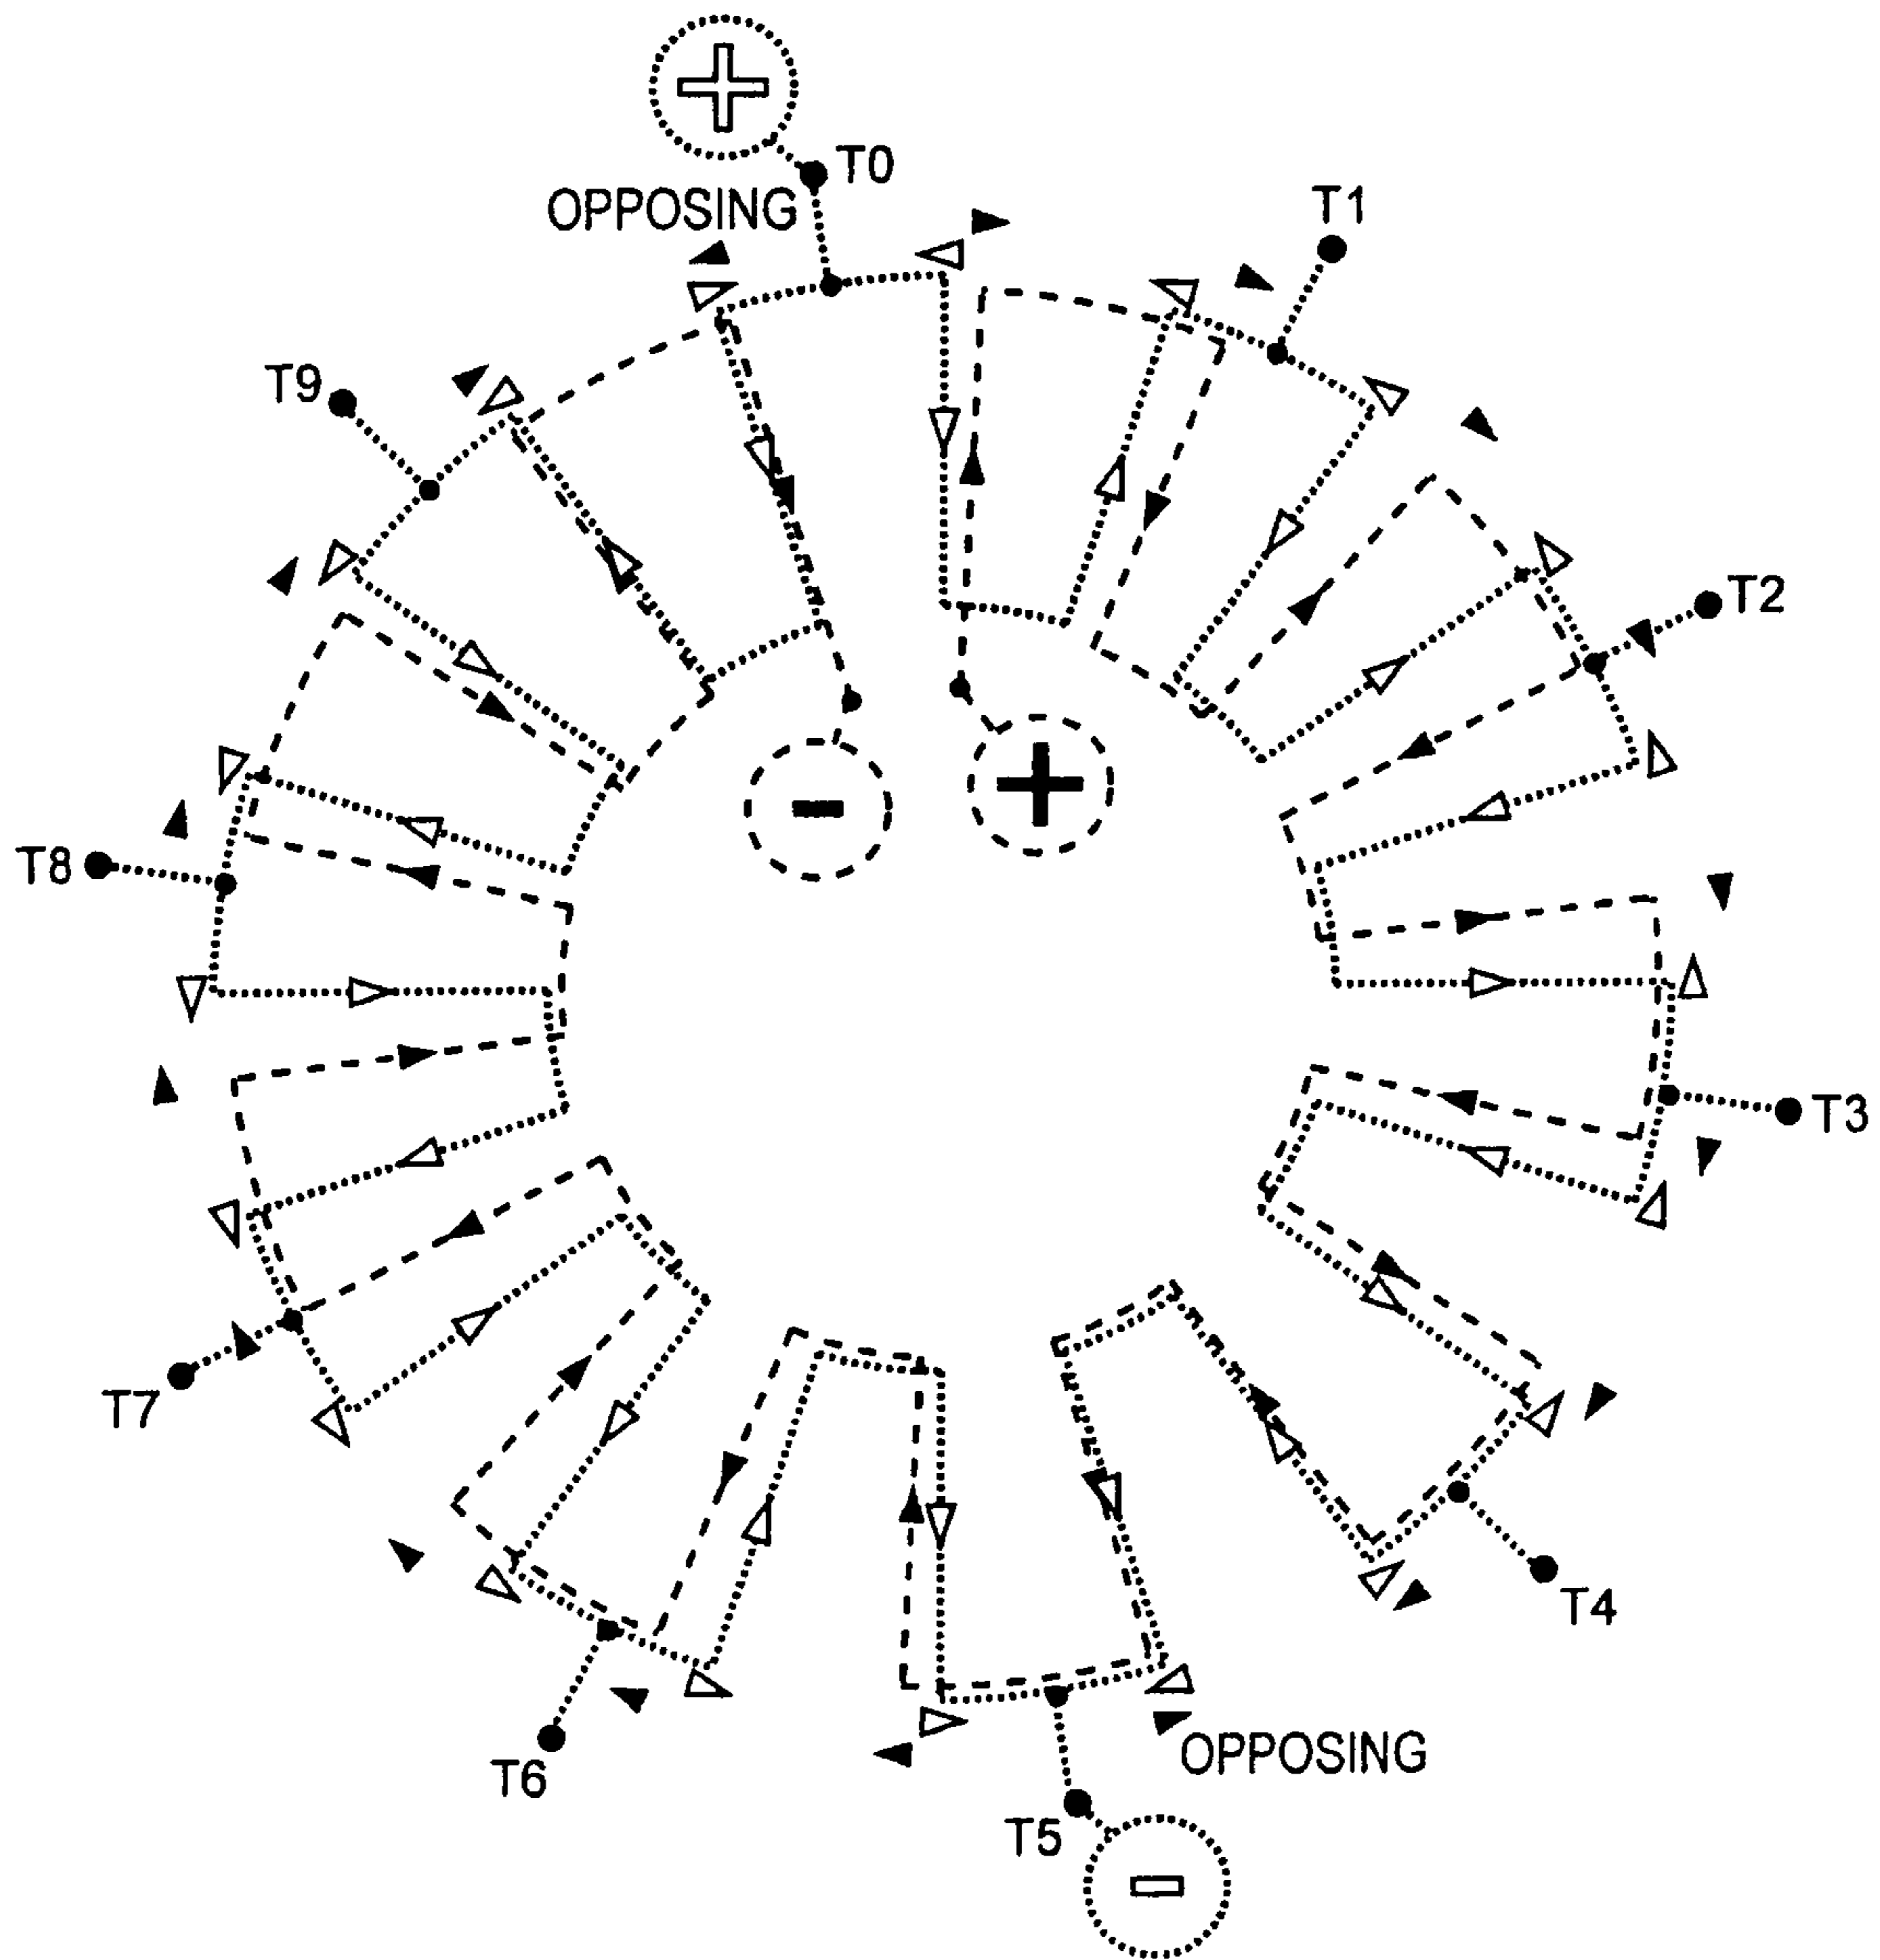 +
T0
OPPOSING
T1
T9
T2
T8
-
+
T3
T7
T4
T6
OPPOSING
T5
-